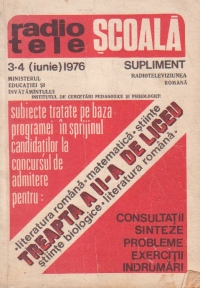 radio
tele
ȘCOALĂ
3-4 (iunie) 1976
SUPLIMENT
MINISTERUL
EDUCAȚIEI ȘI
INVĂȚĂMÎNTULUI
RADIOTELEVIZIUNEA
ROMÂNĂ
INSTITUTUL DE CERCETĂRI PEDAGOGICE ȘI PSIHOLOGICE
subiecte tratate pe baza
programei în sprijinul
candidaților la
concursul de
admitere
pentru:
• literatura română • matematică • științe
TREAPTA A II-A DE LICEU
științe biologice • literatura română •
CONSULTAȚII
SINTEZE
PROBLEME
EXERCIȚII
INDRUMĂRI